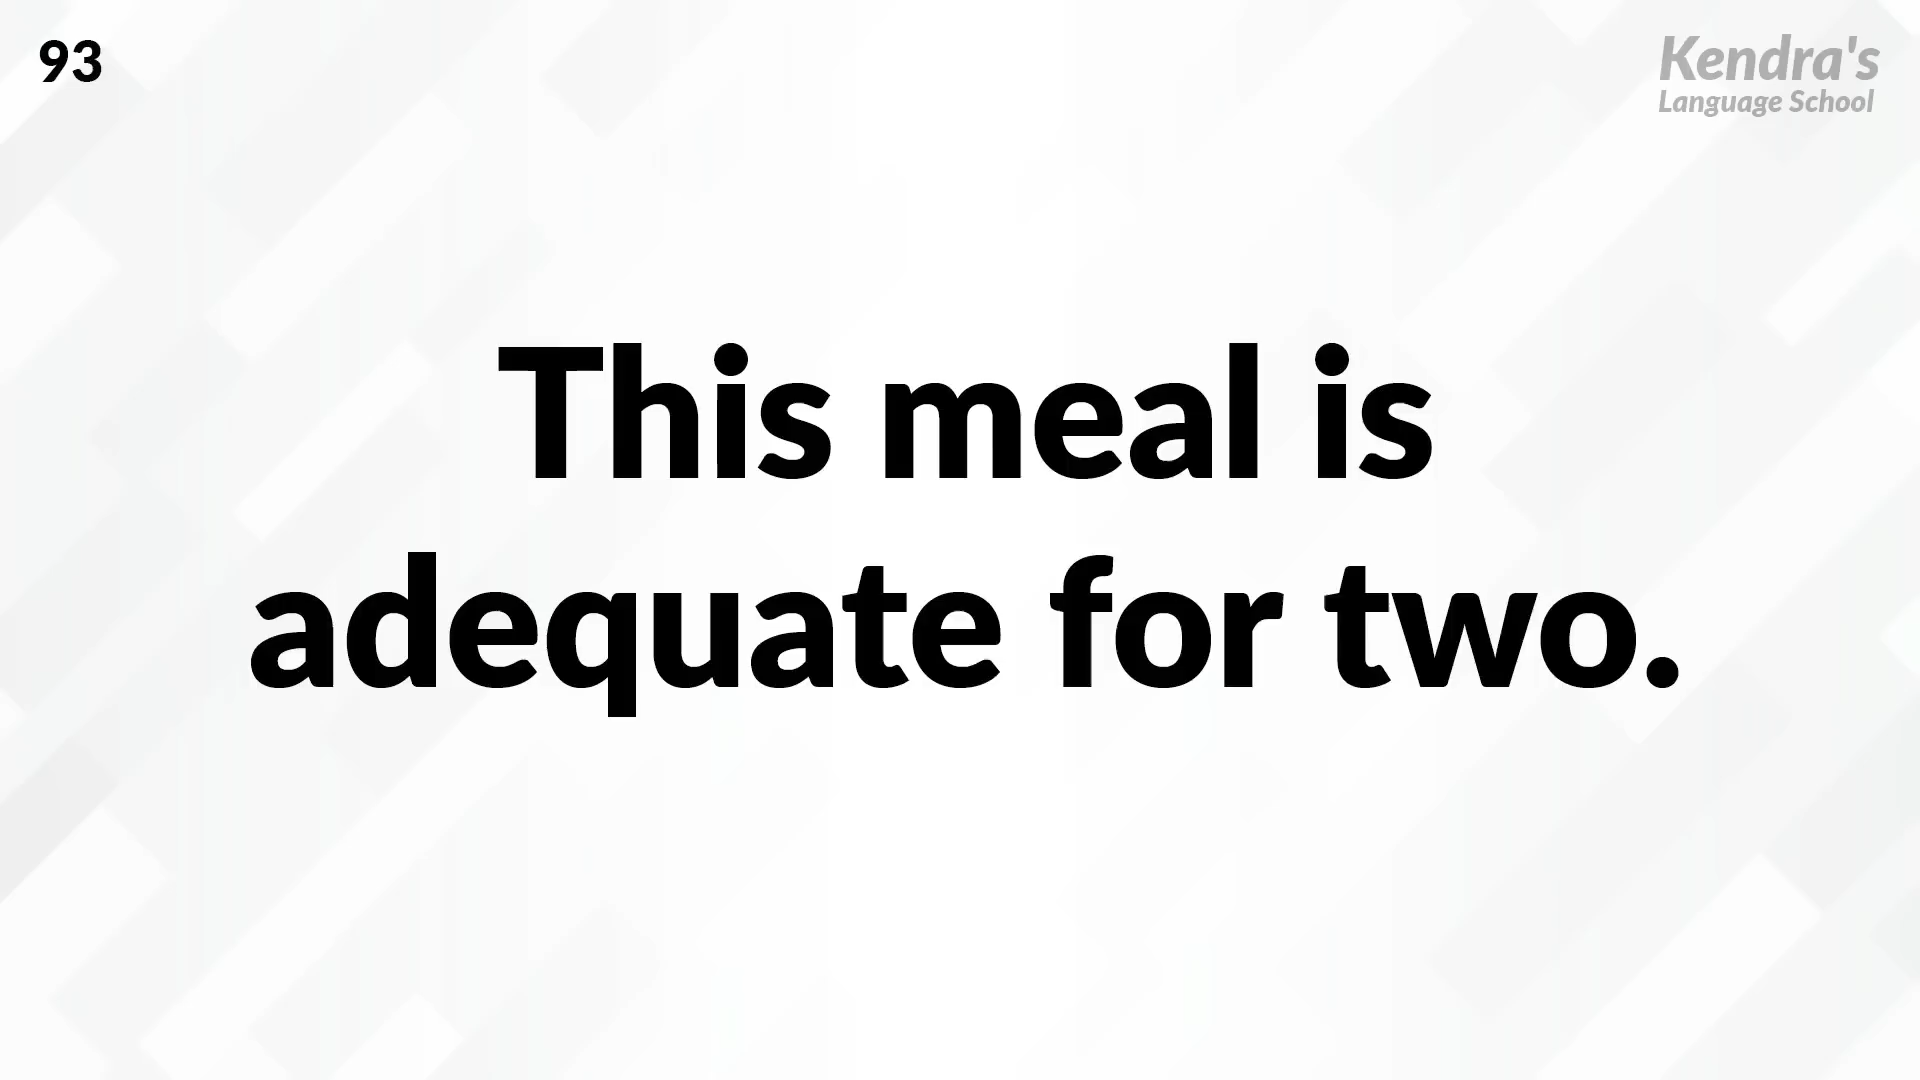 93
Kendra's
Language School
This meal is
adequate for two.